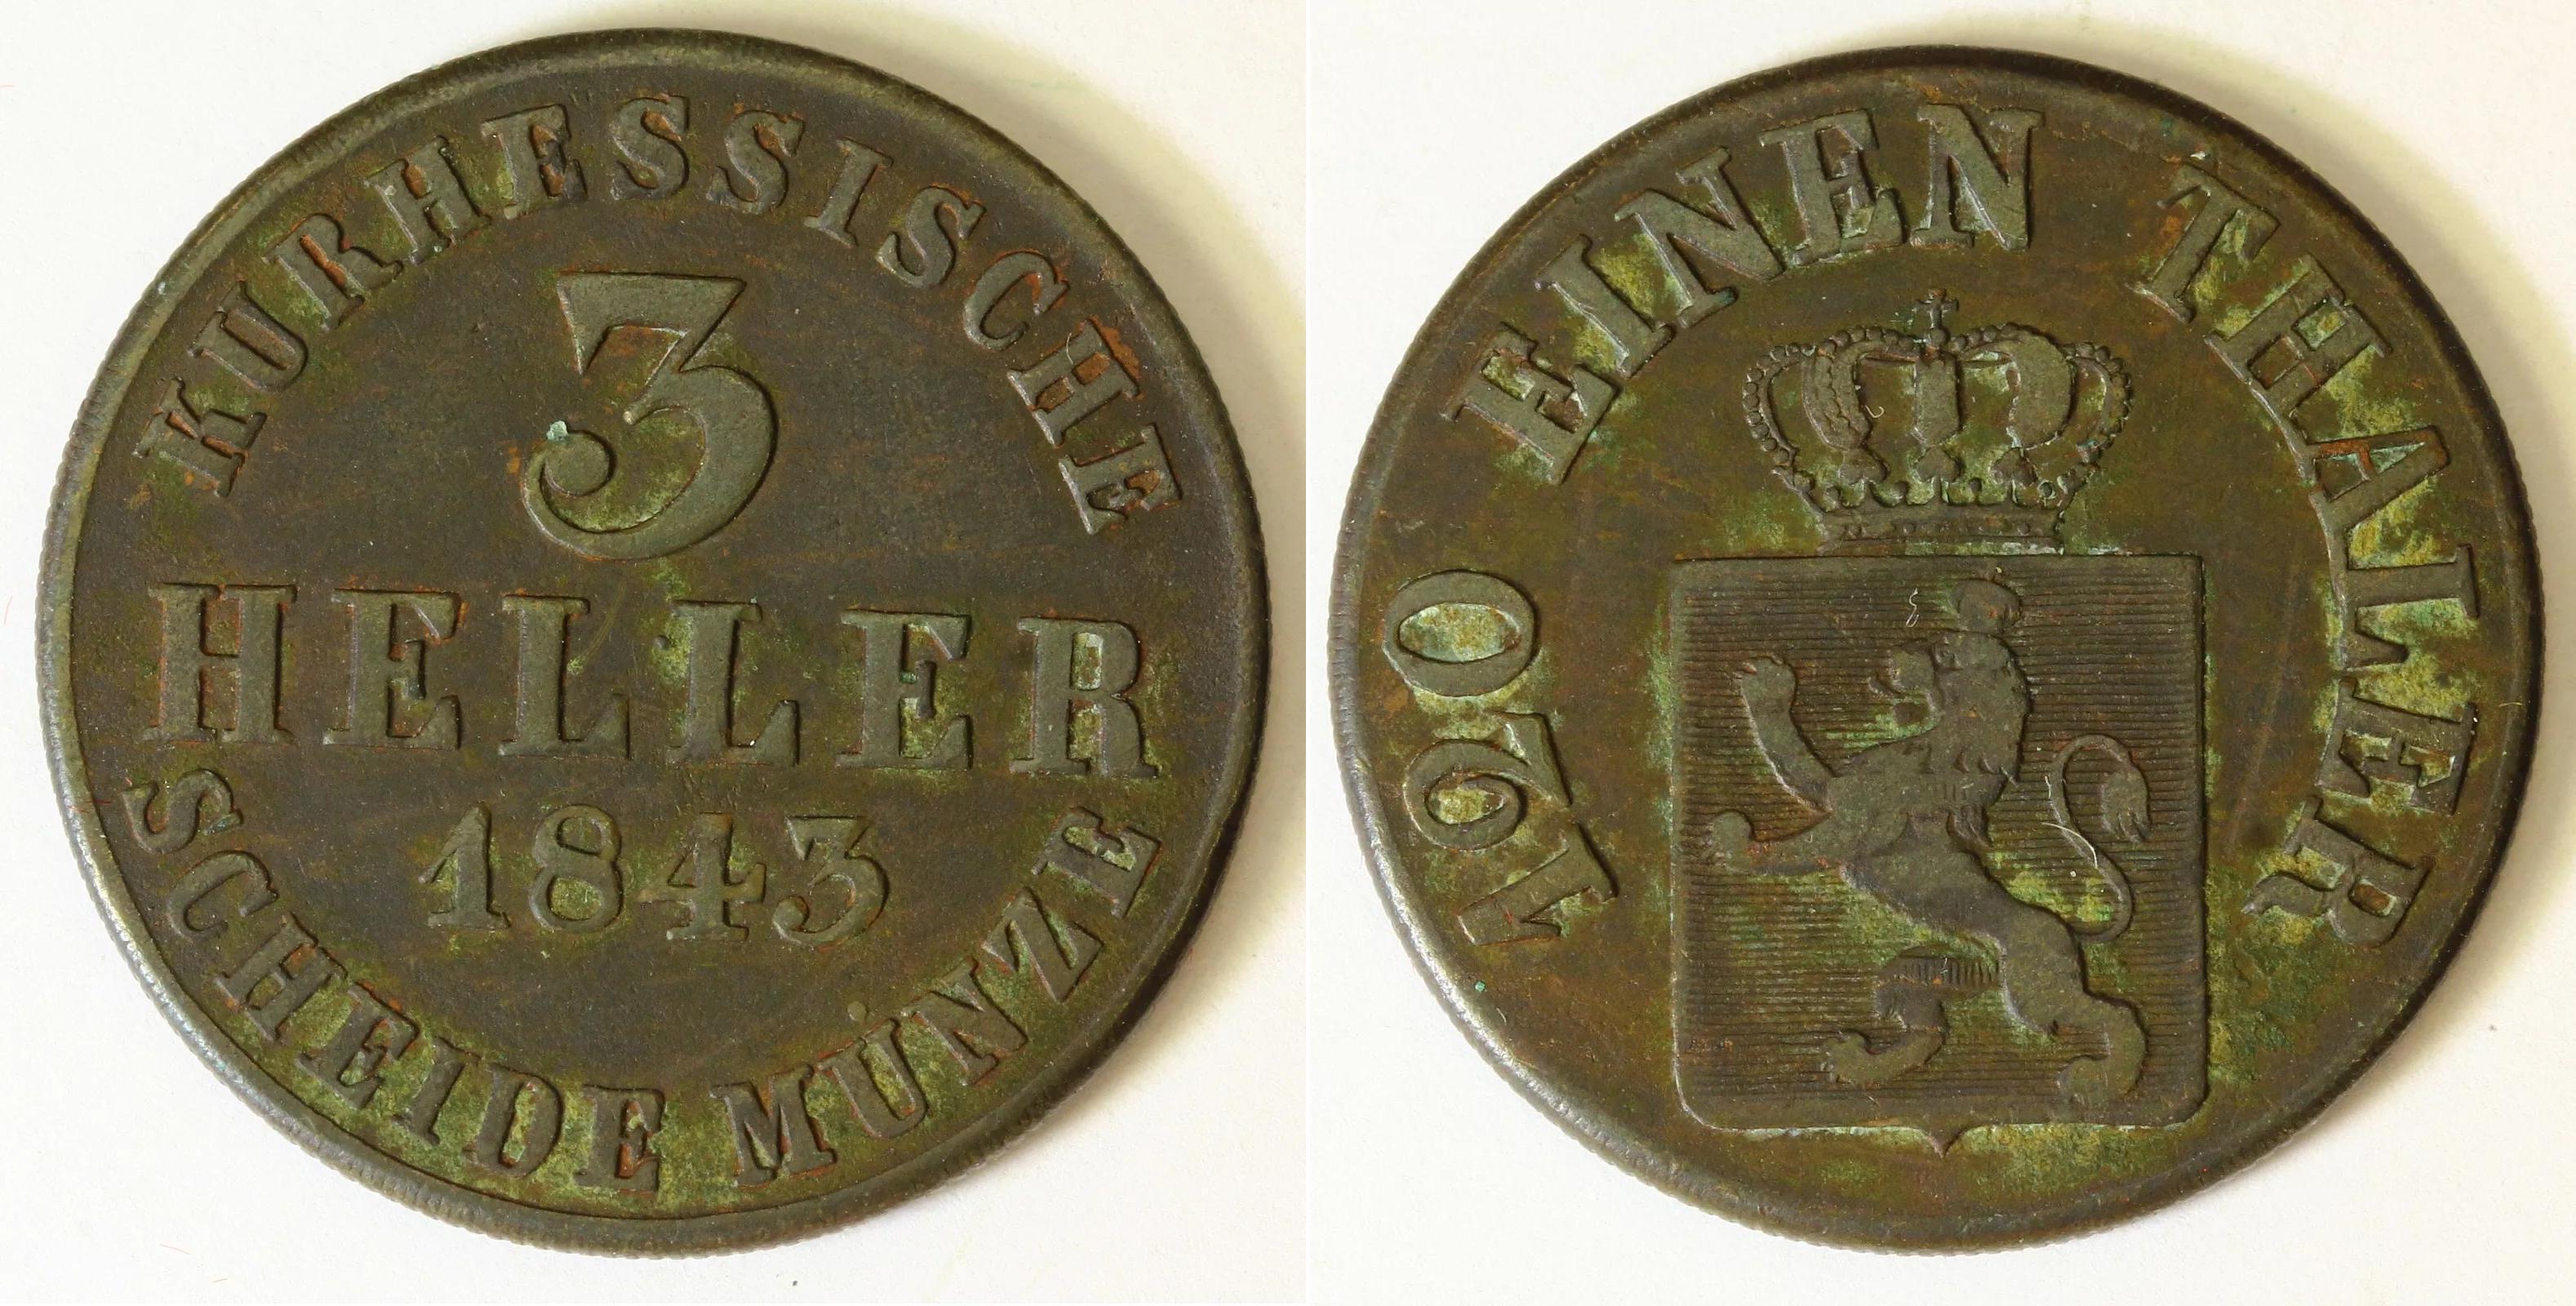 KURHESSISCHE
3
HELLER
1843
SCHEIDE MÜNZE
120 EINEN THALER